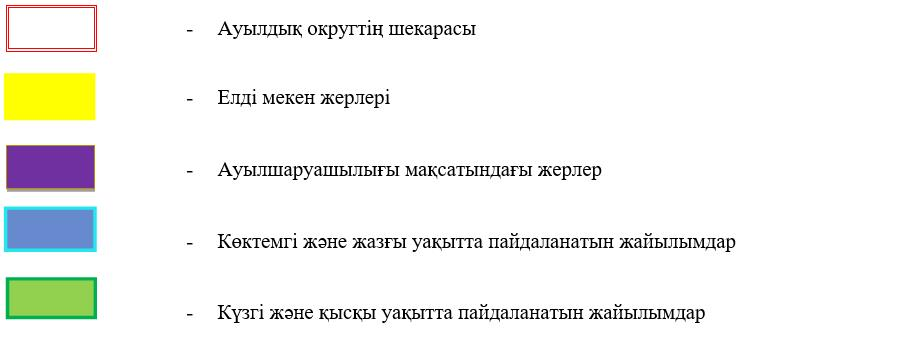 - Ауылдық округтің шекарасы
- Елді мекен жерлері
- Ауылшаруашылығы мақсатындағы жерлер
- Көктемгі және жазғы уақытта пайдаланатын жайылымдар
- Күзгі және қысқы уақытта пайдаланатын жайылымдар